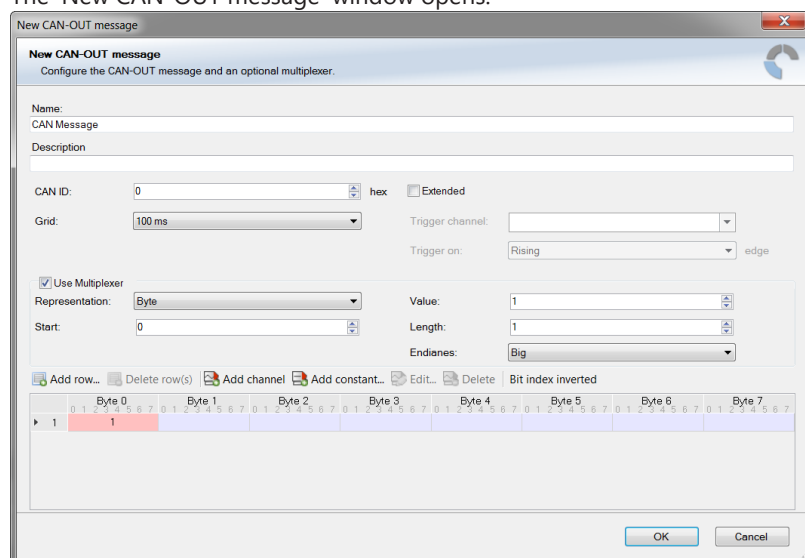 The 'New CAN-OUT message' window opens.
New CAN-OUT message
New CAN-OUT message
Configure the CAN-OUT message and an optional multiplexer.
Name:
CAN Message
Description
CAN ID: 0 hex Extended
Grid: 100 ms Trigger channel:
Trigger on: Rising edge
Use Multiplexer
Representation: Byte Value: 1
Start: 0 Length: 1
Endianes: Big
Add row... Delete row(s) Add channel Add constant... Edit... Delete Bit index inverted
Byte 0 Byte 1 Byte 2 Byte 3 Byte 4 Byte 5 Byte 6 Byte 7
0 1 2 3 4 5 6 7 0 1 2 3 4 5 6 7 0 1 2 3 4 5 6 7 0 1 2 3 4 5 6 7 0 1 2 3 4 5 6 7 0 1 2 3 4 5 6 7 0 1 2 3 4 5 6 7 0 1 2 3 4 5 6 7
1 1
OK Cancel